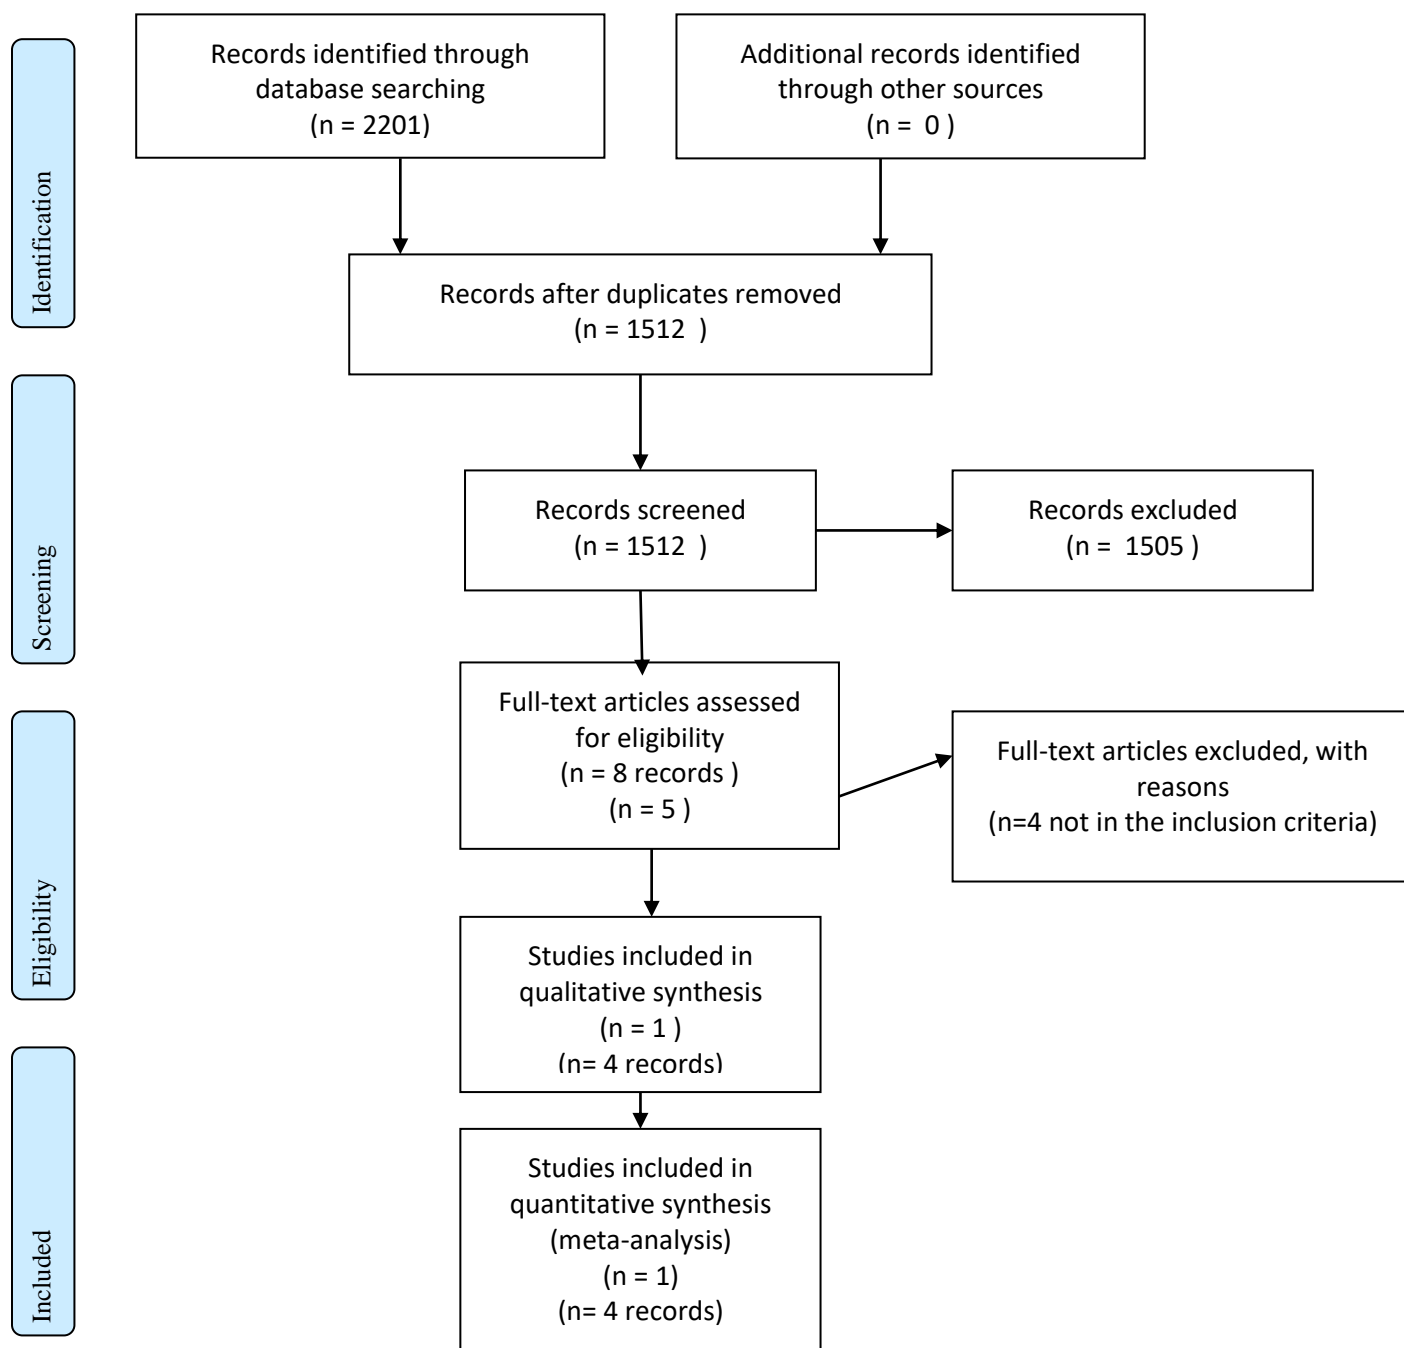 Records identified through
database searching
(n = 2201)
Additional records identified
through other sources
(n =  0 )
Identification
Records after duplicates removed
(n = 1512  )
Screening
Records screened
(n = 1512  )
Records excluded
(n =  1505 )
Eligibility
Full-text articles assessed
for eligibility
(n = 8 records )
(n = 5 )
Full-text articles excluded, with
reasons
(n=4 not in the inclusion criteria)
Studies included in
qualitative synthesis
(n = 1 )
(n= 4 records)
Included
Studies included in
quantitative synthesis
(meta-analysis)
(n = 1)
(n= 4 records)